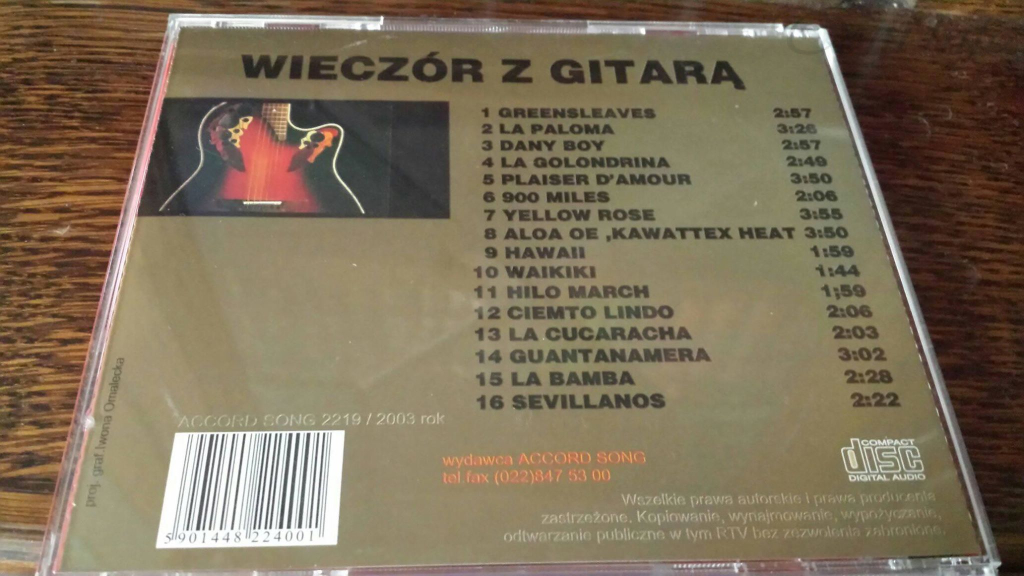 WIECZÓR Z GITARĄ
1 GREENSLEAVES 2:57
2 LA PALOMA 3:26
3 DANY BOY 2:57
4 LA GOLONDRINA 2:49
5 PLAISER D'AMOUR 3:50
6 900 MILES 2:06
7 YELLOW ROSE 3:55
8 ALOA OE ,KAWATTEX HEAT 3:50
9 HAWAII 1:59
10 WAIKIKI 1:44
11 HILO MARCH 1;59
12 CIEMTO LINDO 2:06
13 LA CUCARACHA 2:03
14 GUANTANAMERA 3:02
15 LA BAMBA 2:28
16 SEVILLANOS 2:22
proj. graf. Iwona Omelecka
ACCORD SONG 2219 / 2003 rok
5 901448 224001
wydawca ACCORD SONG
tel.fax (022)847 53 00
COMPACT
disc
DIGITAL AUDIO
Wszelkie prawa autorskie i prawa producenta
zastrzeżone. Kopiowanie, wynajmowanie, wypożyczanie,
odtwarzanie publiczne w tym RTV bez zezwolenia zabronione.